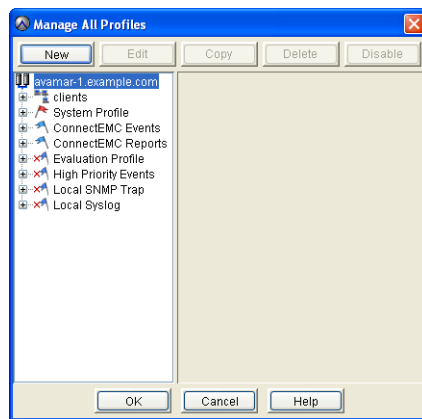 Manage All Profiles
New Edit Copy Delete Disable
avamar-1.example.com
clients
System Profile
ConnectEMC Events
ConnectEMC Reports
Evaluation Profile
High Priority Events
Local SNMP Trap
Local Syslog
OK Cancel Help